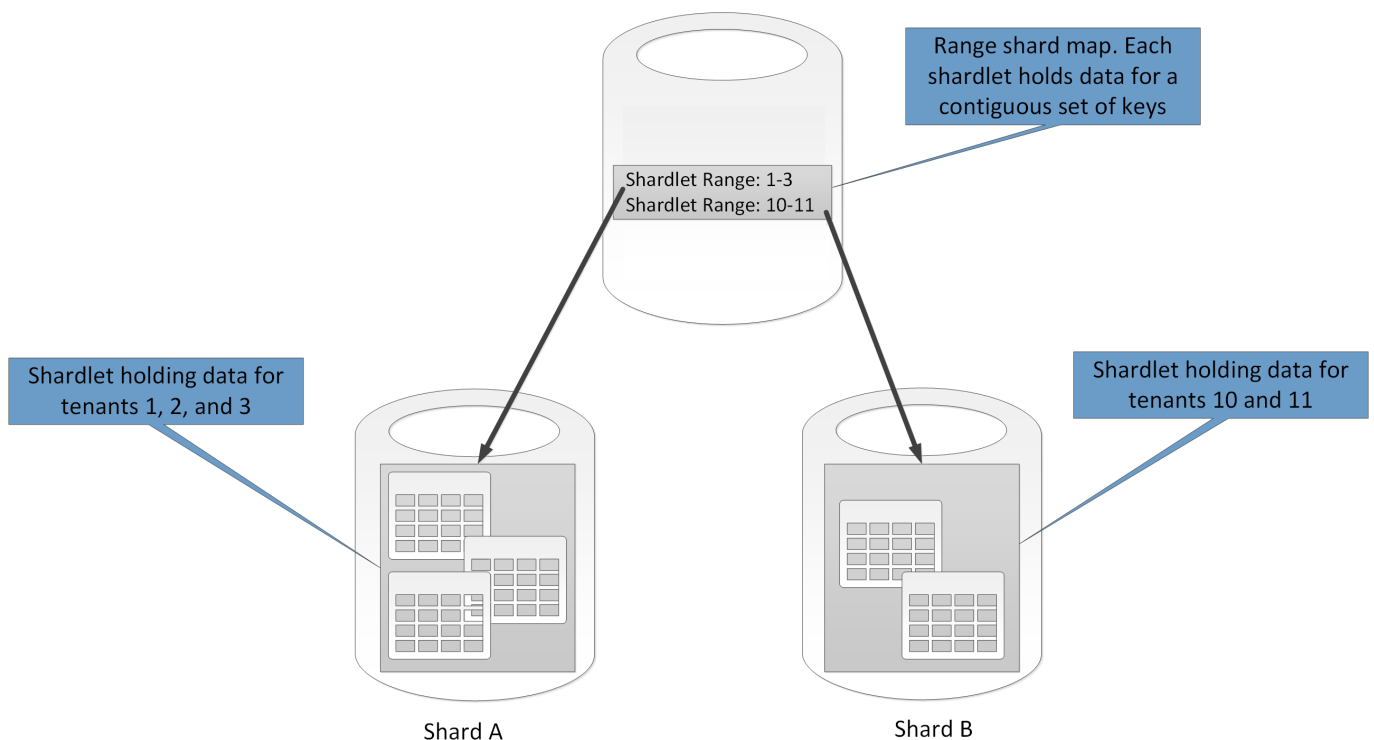 Range shard map. Each
shardlet holds data for a
contiguous set of keys
Shardlet Range: 1-3
Shardlet Range: 10-11
Shardlet holding data for
tenants 1, 2, and 3
Shardlet holding data for
tenants 10 and 11
Shard A
Shard B